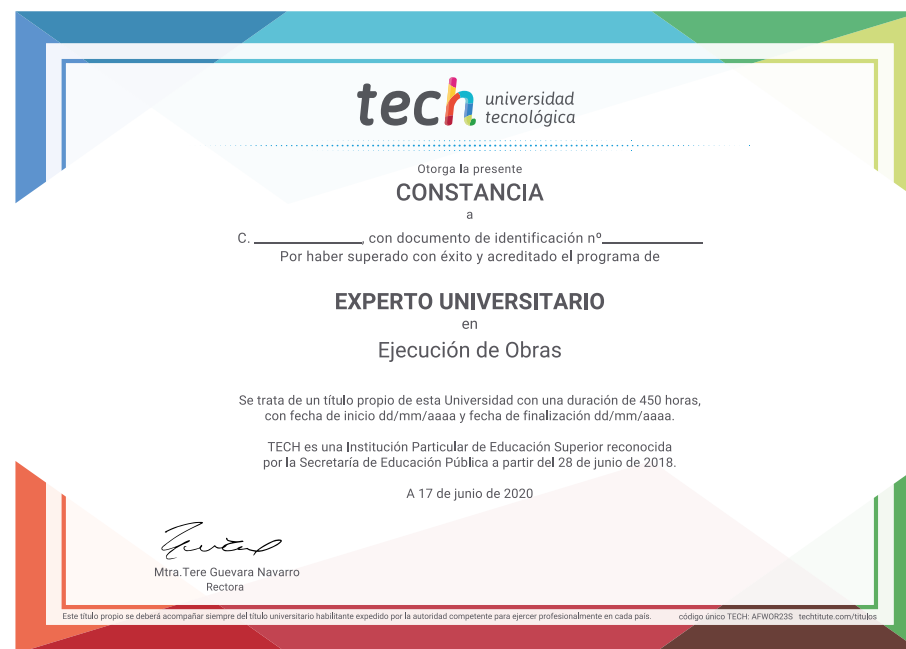 tech universidad
tecnológica
Otorga la presente
CONSTANCIA
a
C. ______________, con documento de identificación nº_____________
Por haber superado con éxito y acreditado el programa de
EXPERTO UNIVERSITARIO
en
Ejecución de Obras
Se trata de un título propio de esta Universidad con una duración de 450 horas,
con fecha de inicio dd/mm/aaaa y fecha de finalización dd/mm/aaaa.
TECH es una Institución Particular de Educación Superior reconocida
por la Secretaría de Educación Pública a partir del 28 de junio de 2018.
A 17 de junio de 2020
Mtra.Tere Guevara Navarro
Rectora
Este título propio se deberá acompañar siempre del título universitario habilitante expedido por la autoridad competente para ejercer profesionalmente en cada país. código único TECH: AFWOR23S techtitute.com/titulos